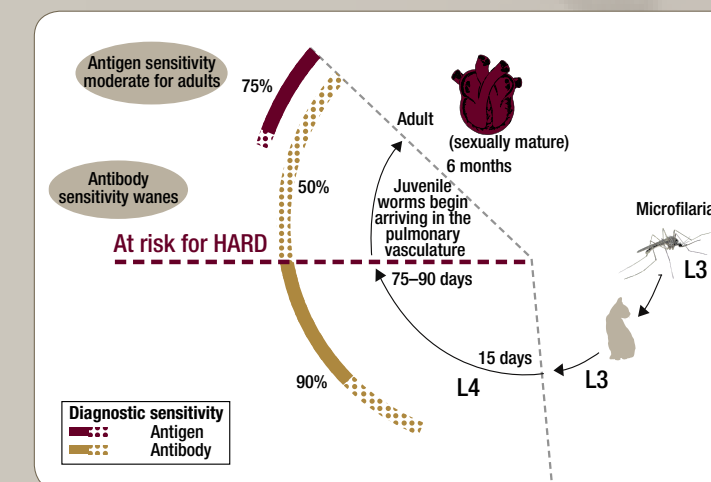 Antigen sensitivity
moderate for adults
75%
Adult
(sexually mature)
6 months
Antibody
sensitivity wanes
50%
Juvenile
worms begin
arriving in the
pulmonary
vasculature
At risk for HARD
75–90 days
Microfilaria
L3
15 days
L4
L3
90%
Diagnostic sensitivity
Antigen
Antibody